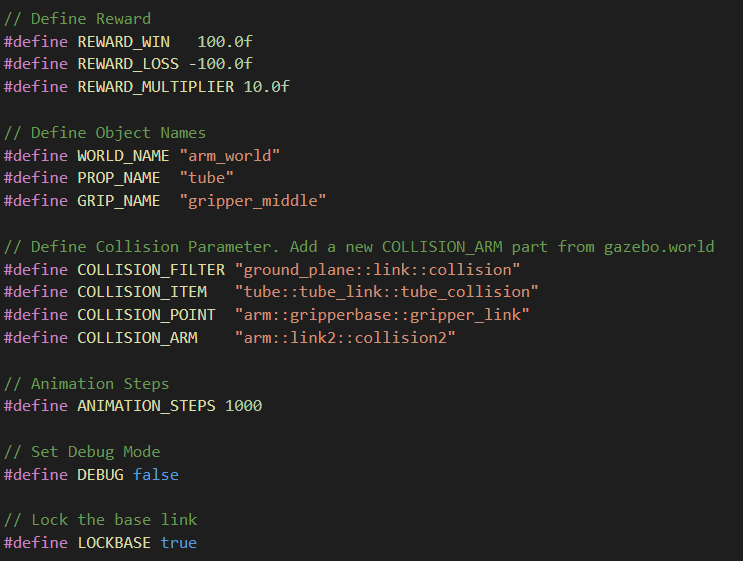 // Define Reward
#define REWARD_WIN   100.0f
#define REWARD_LOSS -100.0f
#define REWARD_MULTIPLIER 10.0f

// Define Object Names
#define WORLD_NAME "arm_world"
#define PROP_NAME  "tube"
#define GRIP_NAME  "gripper_middle"

// Define Collision Parameter. Add a new COLLISION_ARM part from gazebo.world
#define COLLISION_FILTER "ground_plane::link::collision"
#define COLLISION_ITEM   "tube::tube_link::tube_collision"
#define COLLISION_POINT  "arm::gripperbase::gripper_link"
#define COLLISION_ARM    "arm::link2::collision2"

// Animation Steps
#define ANIMATION_STEPS 1000

// Set Debug Mode
#define DEBUG false

// Lock the base link
#define LOCKBASE true